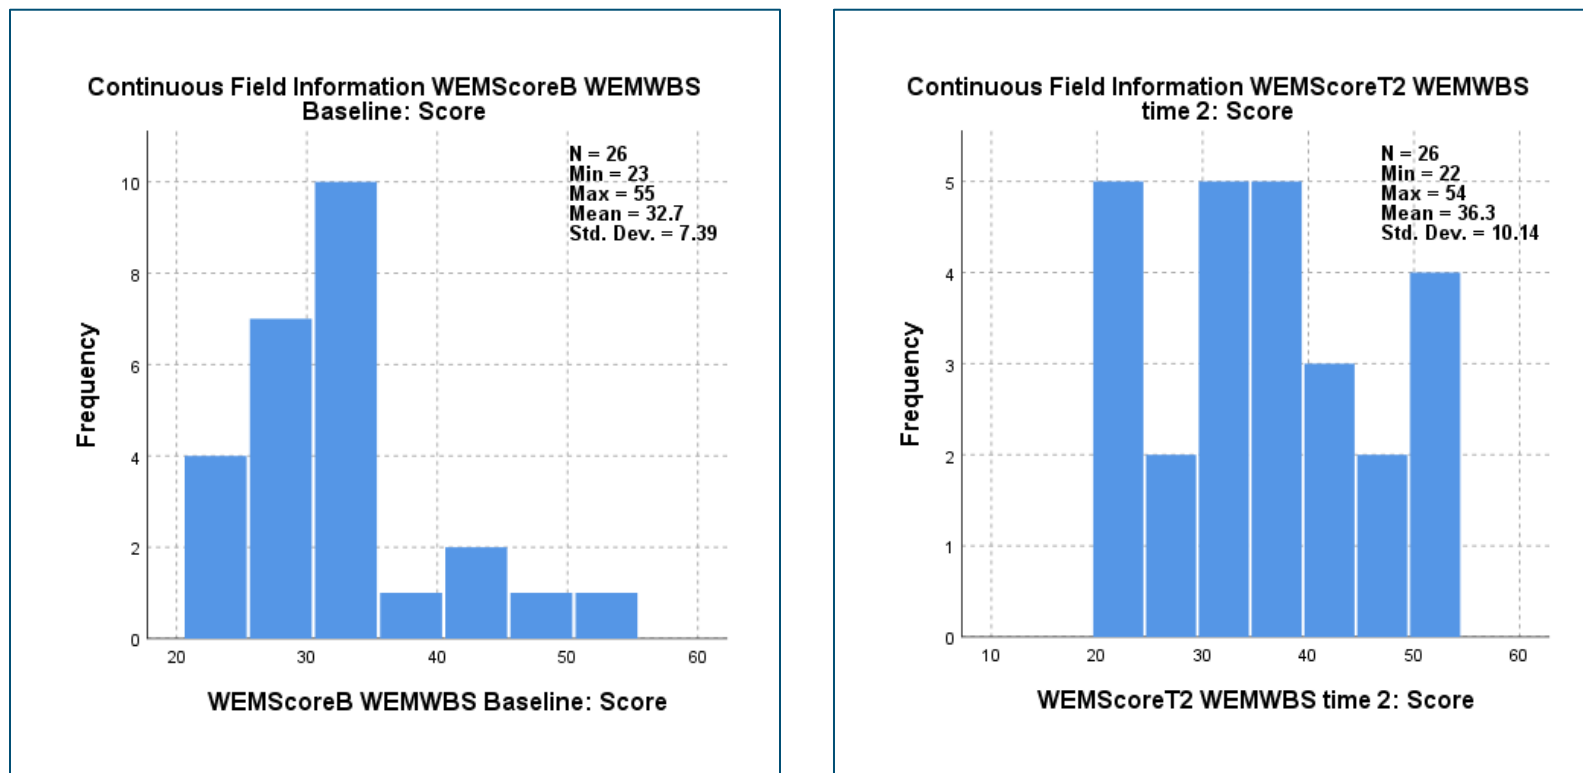 Continuous Field Information WEMScoreB WEMWBS
Baseline: Score
N = 26
Min = 23
Max = 55
Mean = 32.7
Std. Dev. = 7.39
10
8
6
4
2
0
Frequency
20 30 40 50 60
WEMScoreB WEMWBS Baseline: Score
Continuous Field Information WEMScoreT2 WEMWBS
time 2: Score
N = 26
Min = 22
Max = 54
Mean = 36.3
Std. Dev. = 10.14
5
4
3
2
1
0
Frequency
10 20 30 40 50 60
WEMScoreT2 WEMWBS time 2: Score